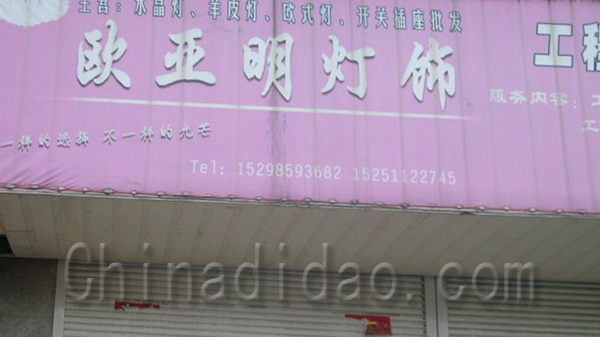 主营：水晶灯、羊皮灯、欧式灯、开关插座批发
欧亚明灯饰
工程
服务内容：工
工
一样的选择 不一样的光芒
Tel: 15298593682 15251122745
Chinadidao.com